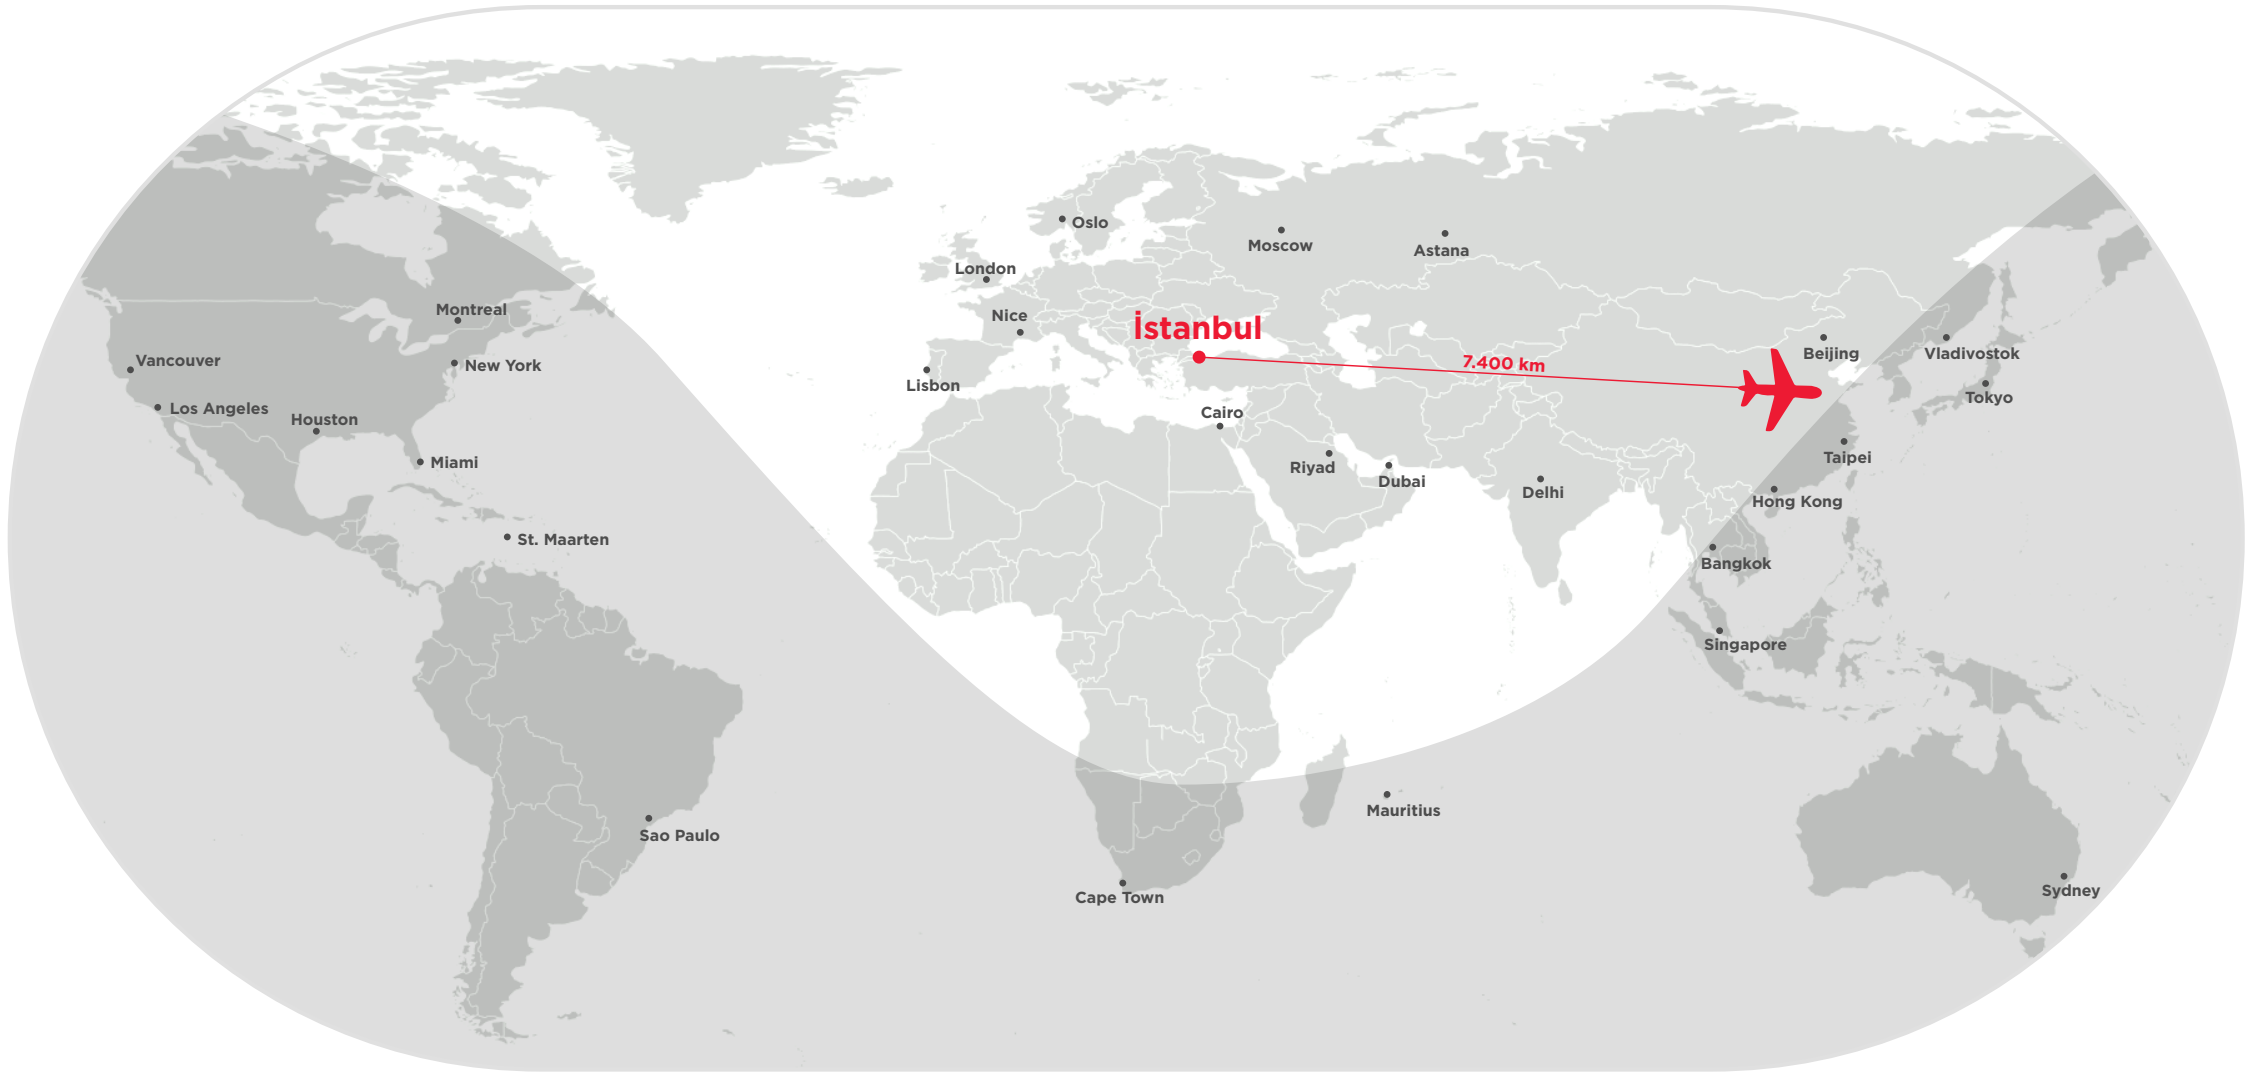 Oslo
Moscow
Astana
London
Montreal
Nice
İstanbul
Vancouver
New York
7.400 km
Beijing
Vladivostok
Lisbon
Los Angeles
Houston
Cairo
Tokyo
Miami
Riyad
Dubai
Taipei
Delhi
Hong Kong
St. Maarten
Bangkok
Singapore
Mauritius
Sao Paulo
Cape Town
Sydney